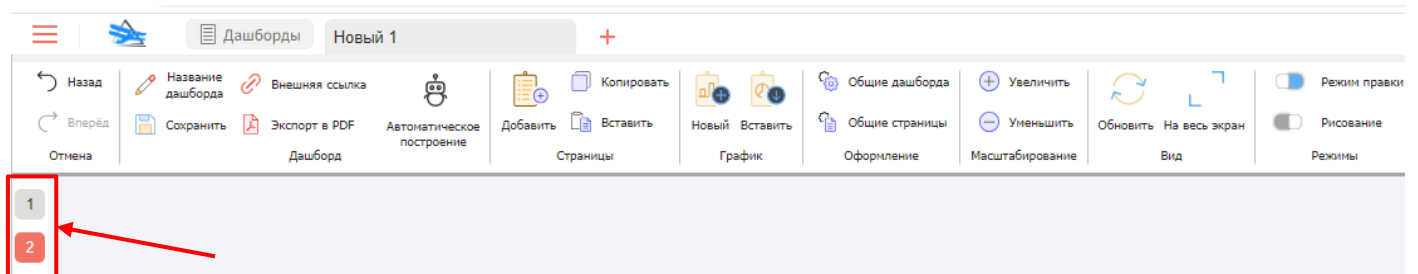 Дашборды Новый 1 +
Назад Название дашборда Внешняя ссылка Копировать Общие дашборда Увеличить Режим правки
Вперёд Сохранить Экспорт в PDF Автоматическое построение Добавить Вставить Новый Вставить Общие страницы Уменьшить Обновить На весь экран Рисование
Отмена Дашборд Страницы График Оформление Масштабирование Вид Режимы
1
2